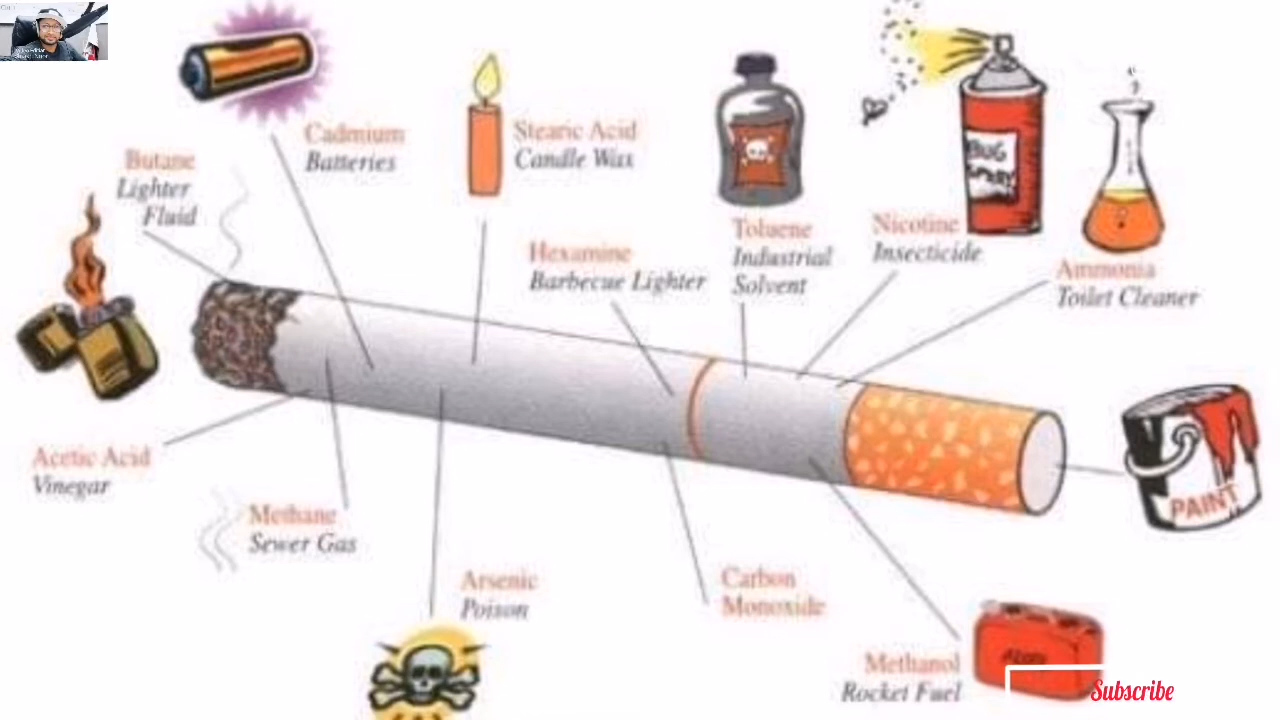 Cadmium
Batteries
Stearic Acid
Candle Wax
Butane
Lighter
Fluid
BUG
SPRAY
Hexamine
Barbecue Lighter
Toluene
Industrial
Solvent
Nicotine
Insecticide
Ammonia
Toilet Cleaner
Acetic Acid
Vinegar
PAINT
Methane
Sewer Gas
Arsenic
Poison
Carbon
Monoxide
Methanol
Rocket Fuel
Subscribe